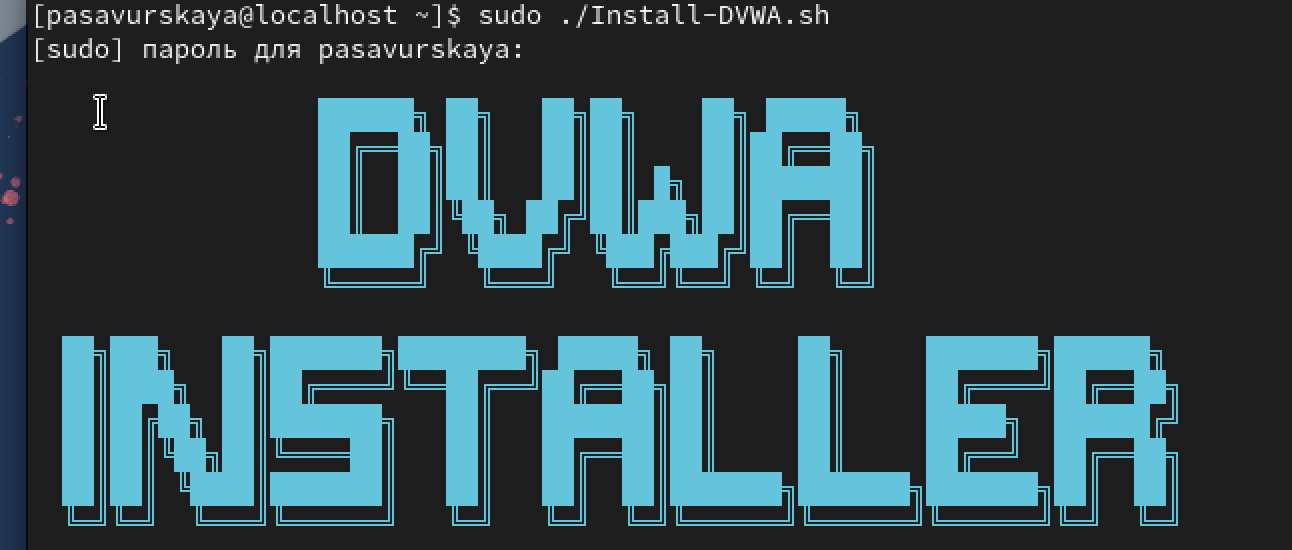 [pasavurskaya@localhost ~]$ sudo ./Install-DVWA.sh
[sudo] пароль для pasavurskaya:
DVWA
INSTALLER